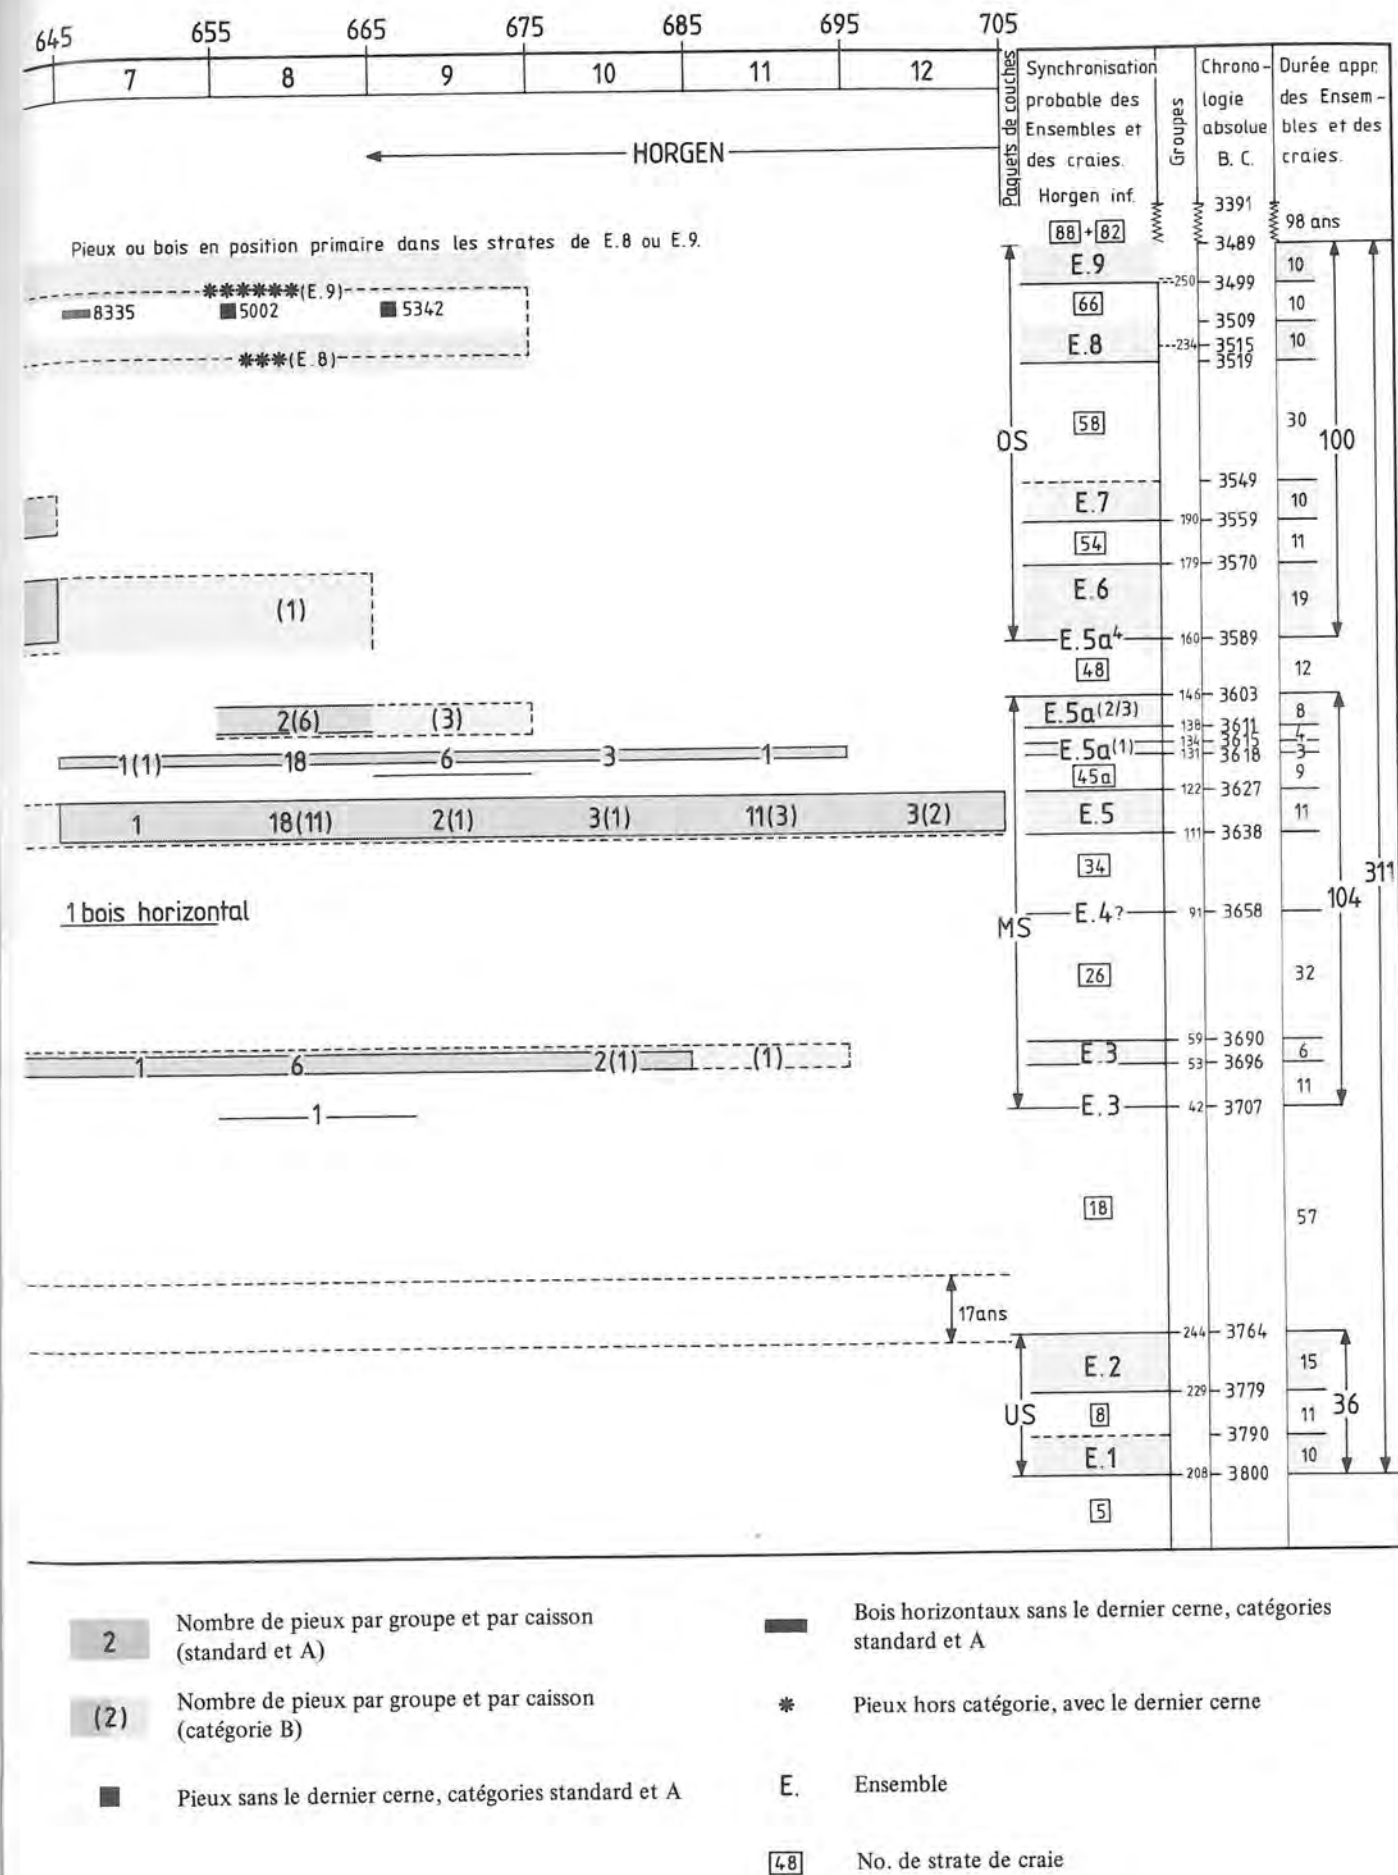 645 655 665 675 685 695 705
7 8 9 10 11 12
Paquets de couches
Synchronisation
probable des
Ensembles et
des craies.
Horgen inf.
Groupes
Chrono-
logie
absolue
B. C.
Durée appr.
des Ensem-
bles et des
craies.
HORGEN
3391
88 + 82 98 ans
3489
Pieux ou bois en position primaire dans les strates de E.8 ou E.9.
E.9 10
****** (E.9) 250 3499
8335 5002 5342 66 10
3509
E.8 234 3515 10
*** (E.8) 3519
58 30
OS 100
3549
E.7 10
190 3559
54 11
179 3570
(1) E.6 19
E.5a4 160 3589
48 12
146 3603
2(6) (3) E.5a(2/3) 8
138 3611
134 3615 4
1(1) 18 6 3 1 E.5a(1) 131 3618 3
45a 9
122 3627
1 18(11) 2(1) 3(1) 11(3) 3(2) E.5 11
111 3638
34 311
1 bois horizontal E.4? 91 3658 104
MS
26 32
59 3690
1 6 2(1) (1) E.3 6
53 3696
11
1 E.3 42 3707
18 57
17ans
244 3764
E.2 15
229 3779
US 8 11 36
3790
E.1 10
208 3800
5
2 Nombre de pieux par groupe et par caisson
(standard et A)
(2) Nombre de pieux par groupe et par caisson
(catégorie B)
Pieux sans le dernier cerne, catégories standard et A
Bois horizontaux sans le dernier cerne, catégories
standard et A
* Pieux hors catégorie, avec le dernier cerne
E. Ensemble
48 No. de strate de craie